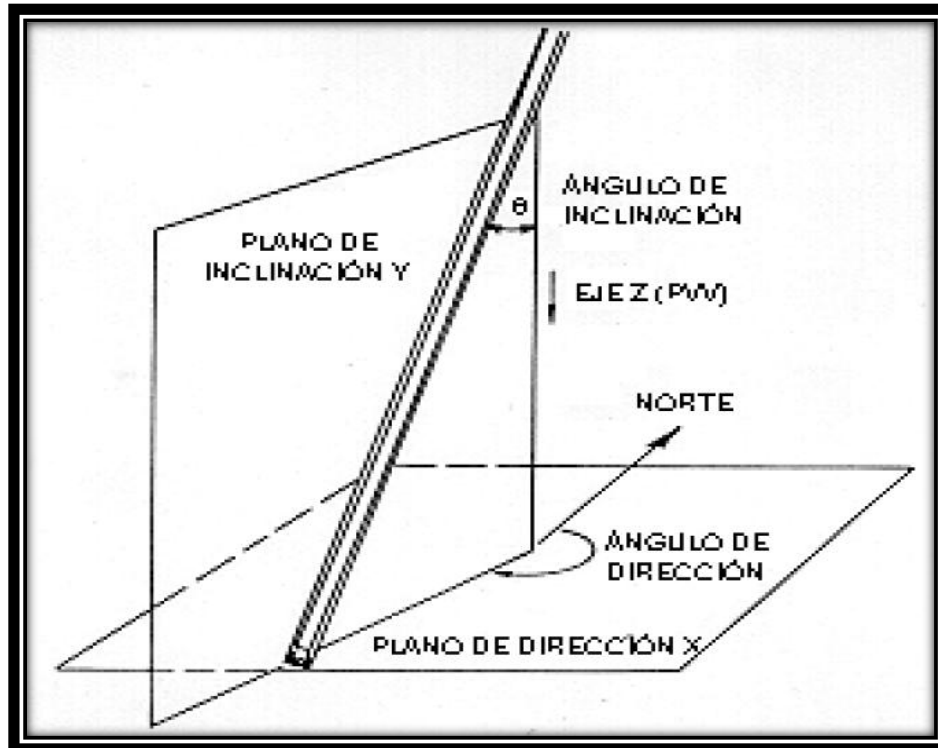 ÁNGULO DE
INCLINACIÓN
θ
PLANO DE
INCLINACIÓN Y
EJE Z (PVV)
NORTE
ÁNGULO DE
DIRECCIÓN
PLANO DE DIRECCIÓN X